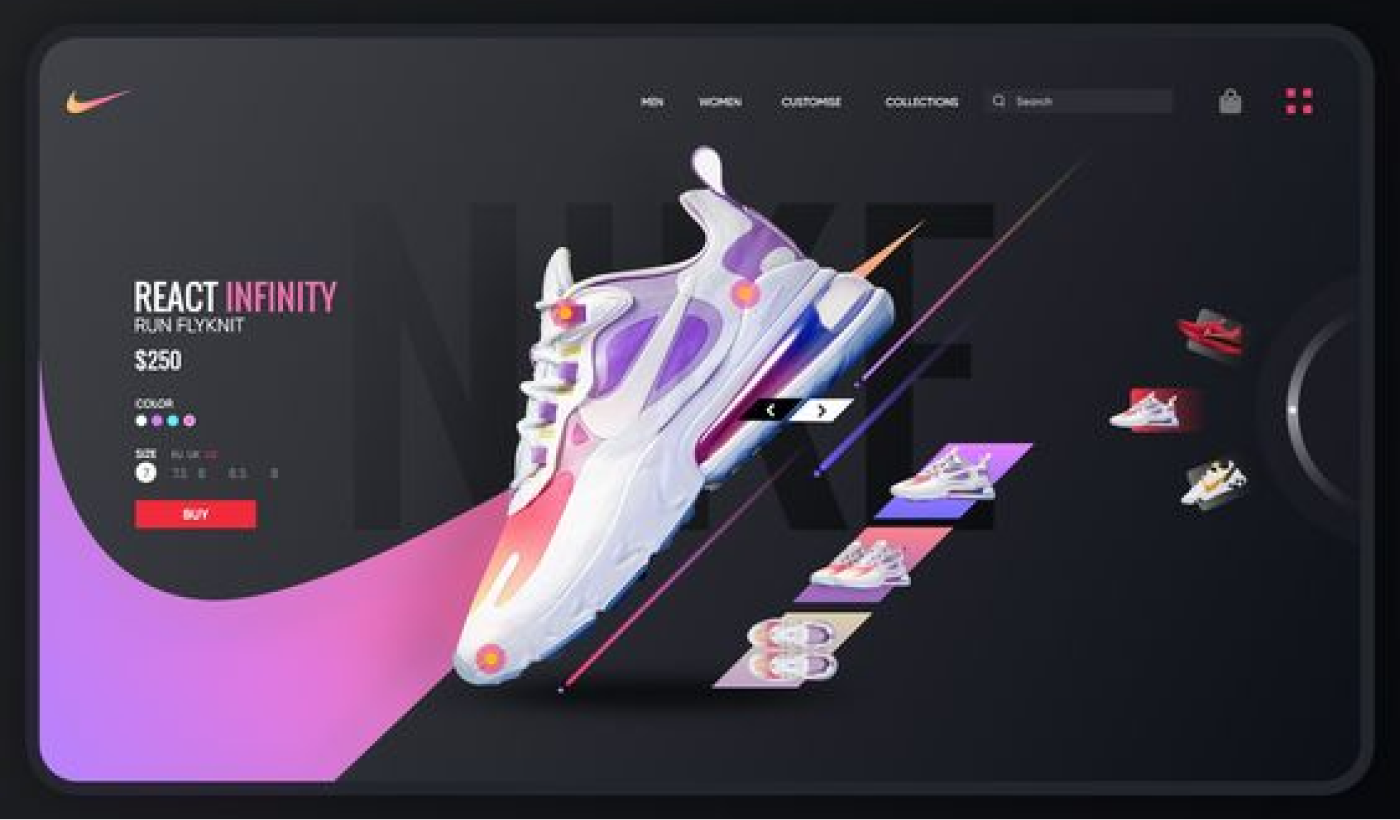 MEN WOMEN CUSTOMISE COLLECTIONS Search
NIKE
REACT INFINITY
RUN FLYKNIT
$250
COLOR
SIZE EU UK US
7 7.5 8 8.5 9
BUY